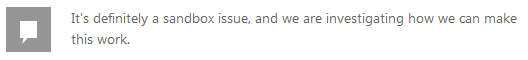 It's definitely a sandbox issue, and we are investigating how we can make
this work.